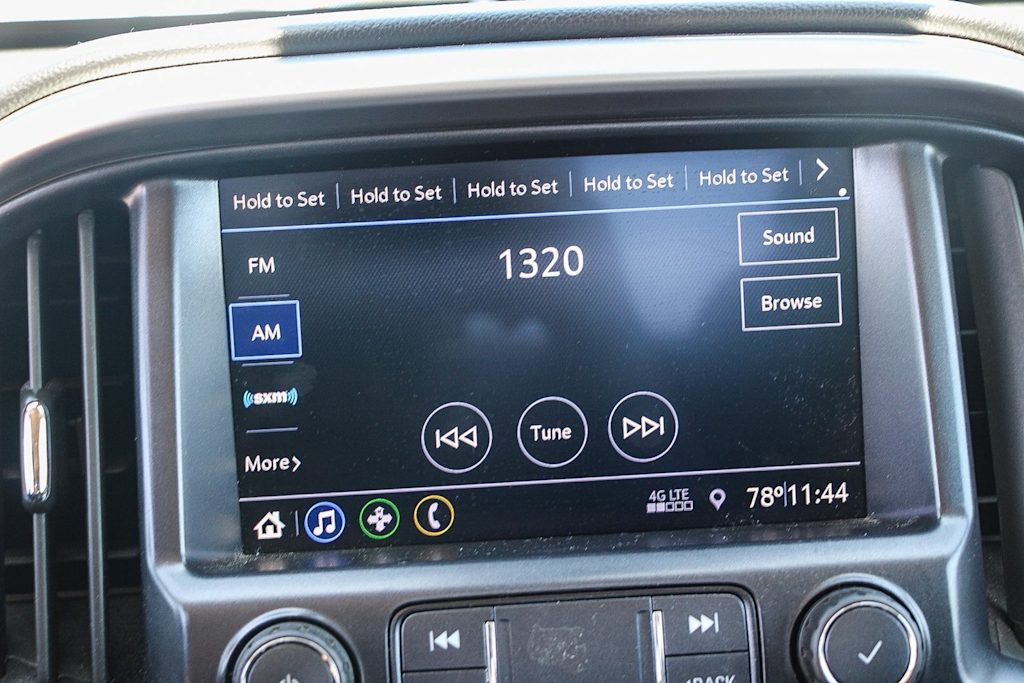 Hold to Set Hold to Set Hold to Set Hold to Set Hold to Set
FM
1320
Sound
AM
Browse
sxm
More
Tune
4G LTE
78° 11:44
BACK